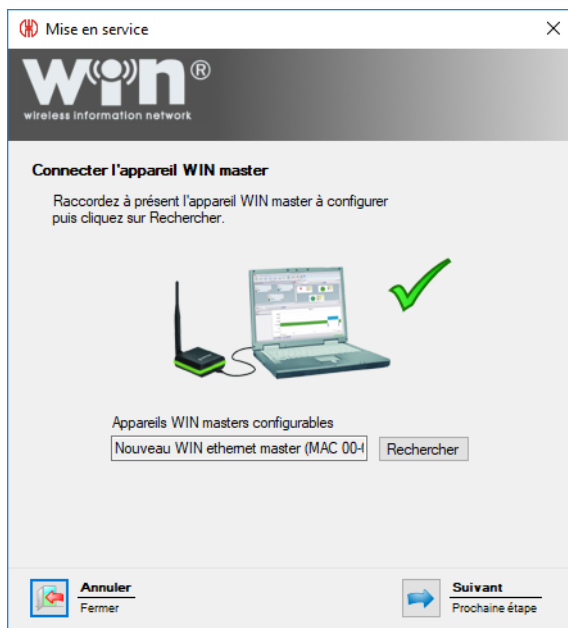 Mise en service
WIN®
wireless information network
Connecter l'appareil WIN master
Raccordez à présent l'appareil WIN master à configurer
puis cliquez sur Rechercher.
Appareils WIN masters configurables
Nouveau WIN ethernet master (MAC 00-
Rechercher
Annuler
Fermer
Suivant
Prochaine étape